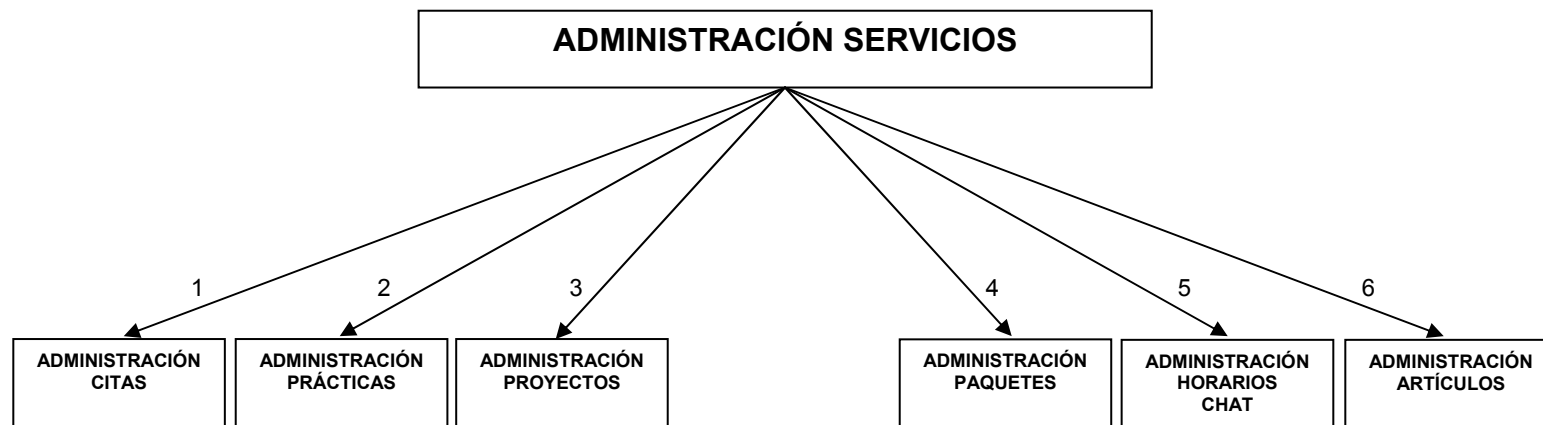 ADMINISTRACIÓN SERVICIOS
1
2
3
4
5
6
ADMINISTRACIÓN
CITAS
ADMINISTRACIÓN
PRÁCTICAS
ADMINISTRACIÓN
PROYECTOS
ADMINISTRACIÓN
PAQUETES
ADMINISTRACIÓN
HORARIOS
CHAT
ADMINISTRACIÓN
ARTÍCULOS